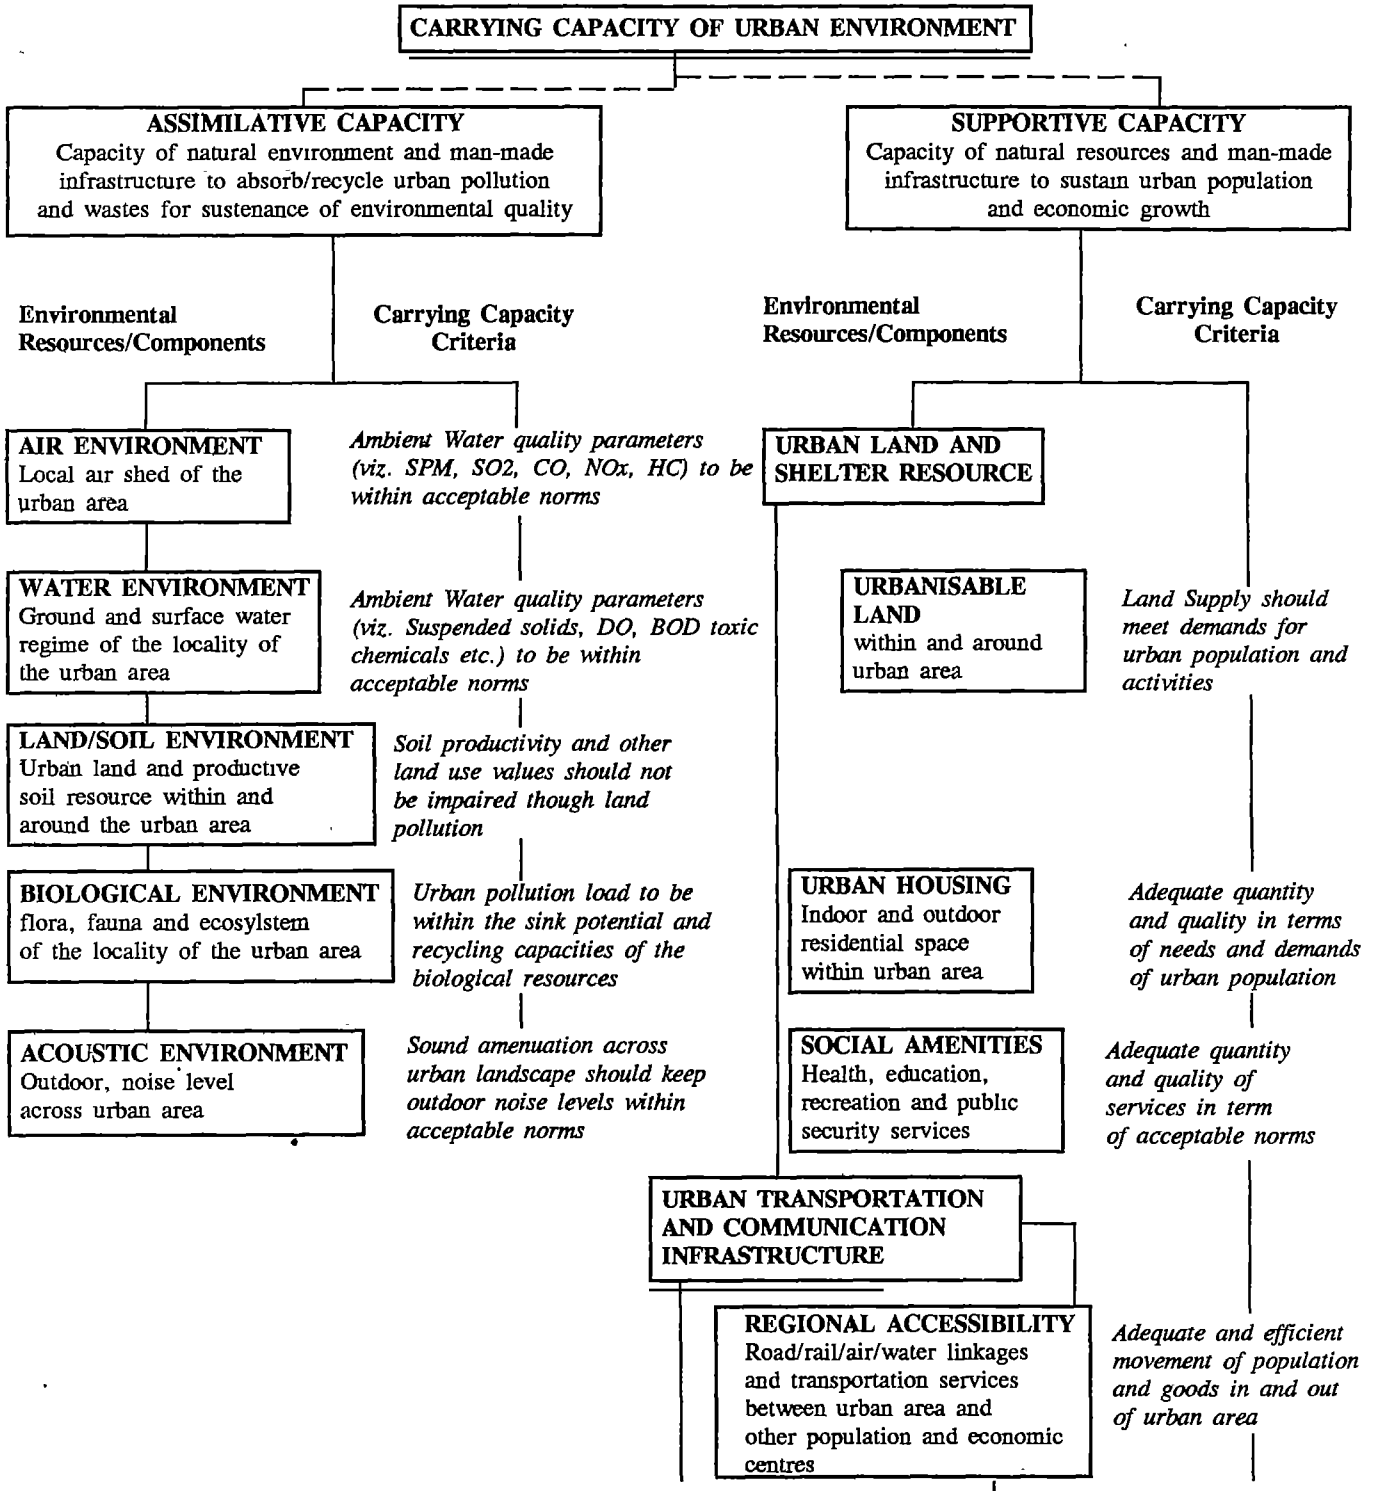 CARRYING CAPACITY OF URBAN ENVIRONMENT
ASSIMILATIVE CAPACITY
Capacity of natural environment and man-made
infrastructure to absorb/recycle urban pollution
and wastes for sustenance of environmental quality
SUPPORTIVE CAPACITY
Capacity of natural resources and man-made
infrastructure to sustain urban population
and economic growth
Environmental
Resources/Components
Carrying Capacity
Criteria
Environmental
Resources/Components
Carrying Capacity
Criteria
AIR ENVIRONMENT
Local air shed of the
urban area
Ambient Water quality parameters
(viz. SPM, SO2, CO, NOx, HC) to be
within acceptable norms
WATER ENVIRONMENT
Ground and surface water
regime of the locality of
the urban area
Ambient Water quality parameters
(viz. Suspended solids, DO, BOD toxic
chemicals etc.) to be within
acceptable norms
LAND/SOIL ENVIRONMENT
Urban land and productive
soil resource within and
around the urban area
Soil productivity and other
land use values should not
be impaired though land
pollution
BIOLOGICAL ENVIRONMENT
flora, fauna and ecosylstem
of the locality of the urban area
Urban pollution load to be
within the sink potential and
recycling capacities of the
biological resources
ACOUSTIC ENVIRONMENT
Outdoor, noise level
across urban area
Sound amenuation across
urban landscape should keep
outdoor noise levels within
acceptable norms
URBAN LAND AND
SHELTER RESOURCE
URBANISABLE
LAND
within and around
urban area
Land Supply should
meet demands for
urban population and
activities
URBAN HOUSING
Indoor and outdoor
residential space
within urban area
Adequate quantity
and quality in terms
of needs and demands
of urban population
SOCIAL AMENITIES
Health, education,
recreation and public
security services
Adequate quantity
and quality of
services in term
of acceptable norms
URBAN TRANSPORTATION
AND COMMUNICATION
INFRASTRUCTURE
REGIONAL ACCESSIBILITY
Road/rail/air/water linkages
and transportation services
between urban area and
other population and economic
centres
Adequate and efficient
movement of population
and goods in and out
of urban area